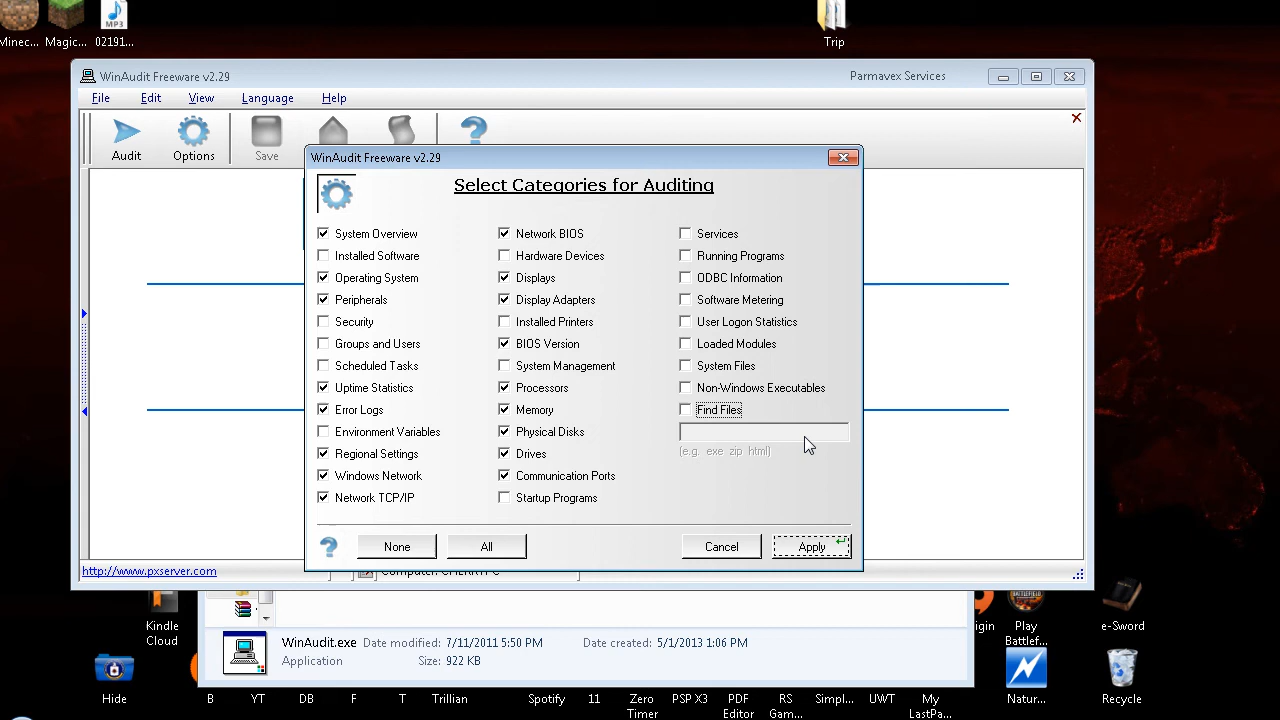 Minec...
Magic...
MP3
02191...
Trip
WinAudit Freeware v2.29
Parmavex Services
File
Edit
View
Language
Help
Audit
Options
Save
WinAudit Freeware v2.29
Select Categories for Auditing
System Overview
Installed Software
Operating System
Peripherals
Security
Groups and Users
Scheduled Tasks
Uptime Statistics
Error Logs
Environment Variables
Regional Settings
Windows Network
Network TCP/IP
Network BIOS
Hardware Devices
Displays
Display Adapters
Installed Printers
BIOS Version
System Management
Processors
Memory
Physical Disks
Drives
Communication Ports
Startup Programs
Services
Running Programs
ODBC Information
Software Metering
User Logon Statistics
Loaded Modules
System Files
Non-Windows Executables
Find Files
(e.g. exe zip html)
None
All
Cancel
Apply
http://www.pxserver.com
WinAudit.exe Date modified: 7/11/2011 5:50 PM Date created: 5/1/2013 1:06 PM
Application Size: 922 KB
Kindle
Cloud
igin
BATTLEFIELD
Play
Battlef...
e-Sword
Hide
B
YT
DB
F
T
Trillian
Spotify
11
Zero
Timer
PSP X3
PDF
Editor
RS
Gam...
Simpl...
UWT
My
LastPa...
Natur...
Recycle